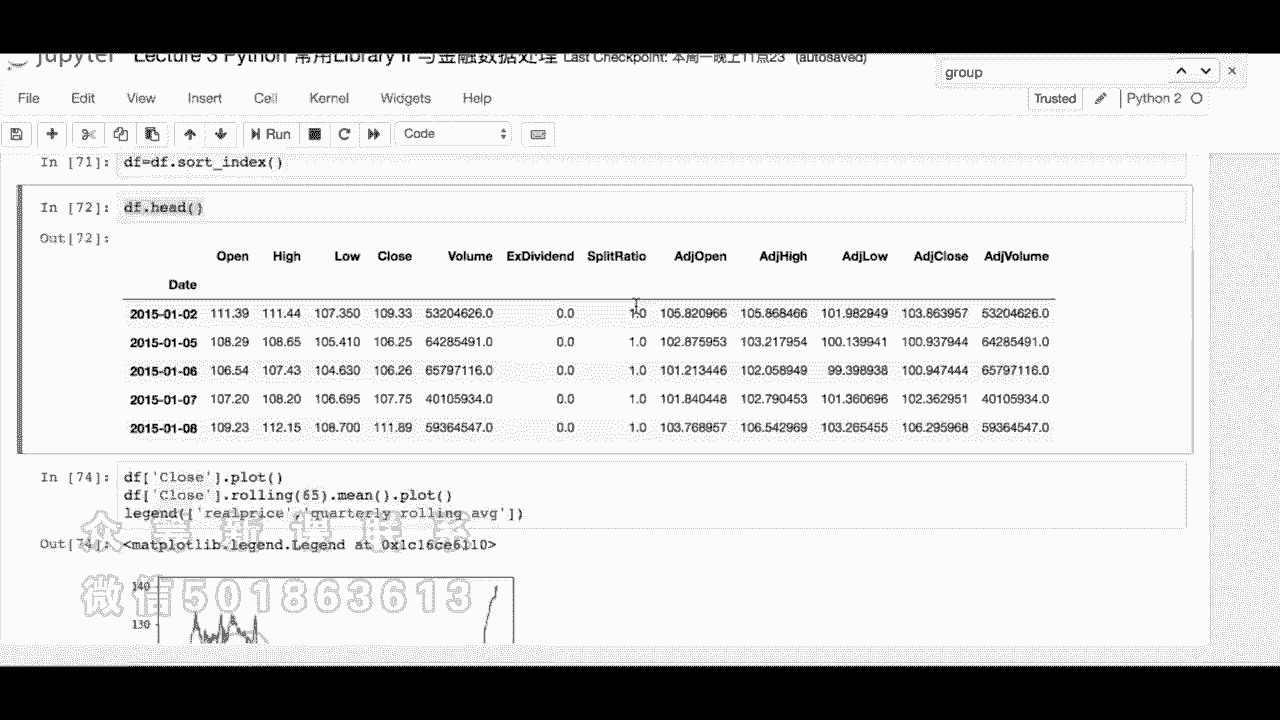 jupyter Lecture 3 Python 常用Library II 与金融数据处理 Last Checkpoint: 本周一晚上11点23 (autosaved)
group
File Edit View Insert Cell Kernel Widgets Help
Trusted Python 2
Run Code
In [71]: df=df.sort_index()
In [72]: df.head()
Out[72]:
Open High Low Close Volume ExDividend SplitRatio AdjOpen AdjHigh AdjLow AdjClose AdjVolume
Date
2015-01-02 111.39 111.44 107.350 109.33 53204626.0 0.0 1.0 105.820966 105.868466 101.982949 103.863957 53204626.0
2015-01-05 108.29 108.65 105.410 106.25 64285491.0 0.0 1.0 102.875953 103.217954 100.139941 100.937944 64285491.0
2015-01-06 106.54 107.43 104.630 106.26 65797116.0 0.0 1.0 101.213446 102.058949 99.398938 100.947444 65797116.0
2015-01-07 107.20 108.20 106.695 107.75 40105934.0 0.0 1.0 101.840448 102.790453 101.360696 102.362951 40105934.0
2015-01-08 109.23 112.15 108.700 111.89 59364547.0 0.0 1.0 103.768957 106.542969 103.265455 106.295968 59364547.0
In [74]: df['Close'].plot()
df['Close'].rolling(65).mean().plot()
legend(['realprice','quarterly rolling avg'])
众筹新课联系
Out[74]: <matplotlib.legend.Legend at 0x1c16ce6110>
微信501863613
140
130